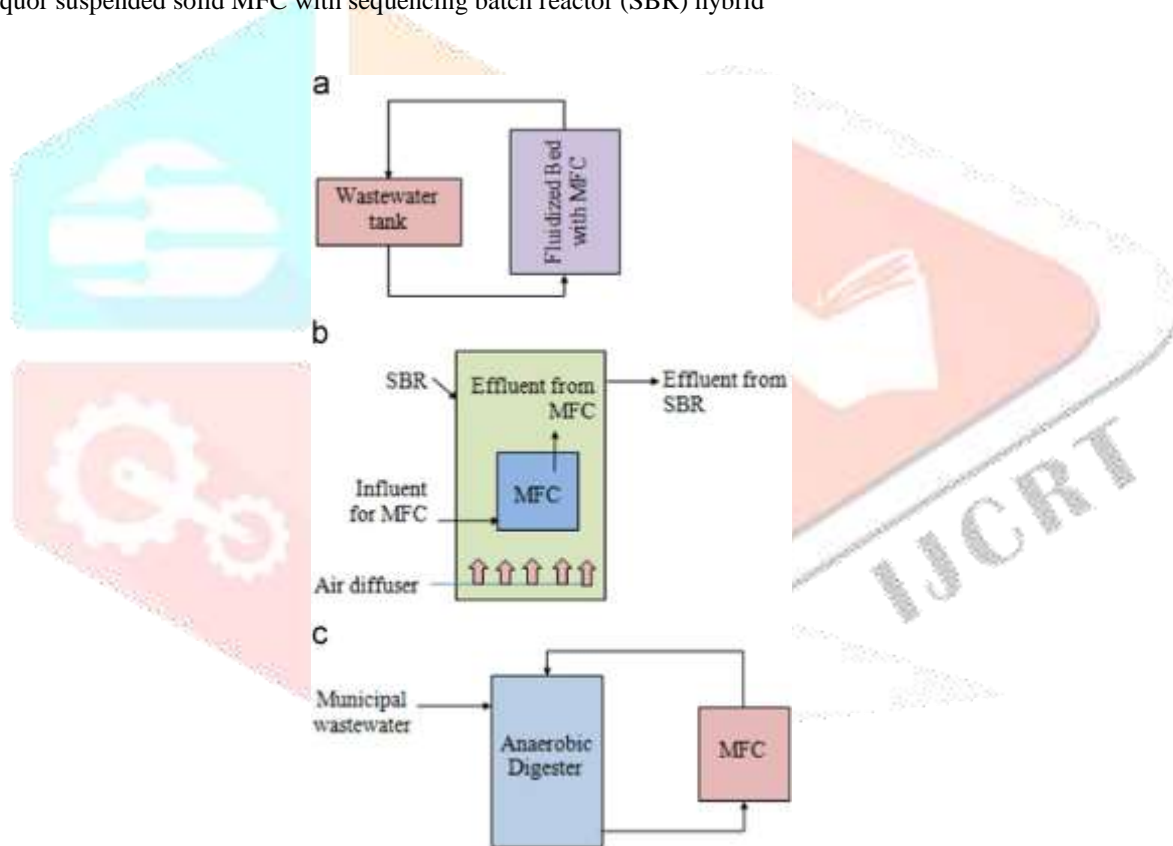 quor suspended solid MFC with sequencing batch reactor (SBR) hybrid
a
Wastewater
tank
Fluidized Bed
with MFC
b
SBR
Effluent from
MFC
Effluent from
SBR
MFC
Influent
for MFC
Air diffuser
IJCRT
c
Municipal
wastewater
Anaerobic
Digester
MFC